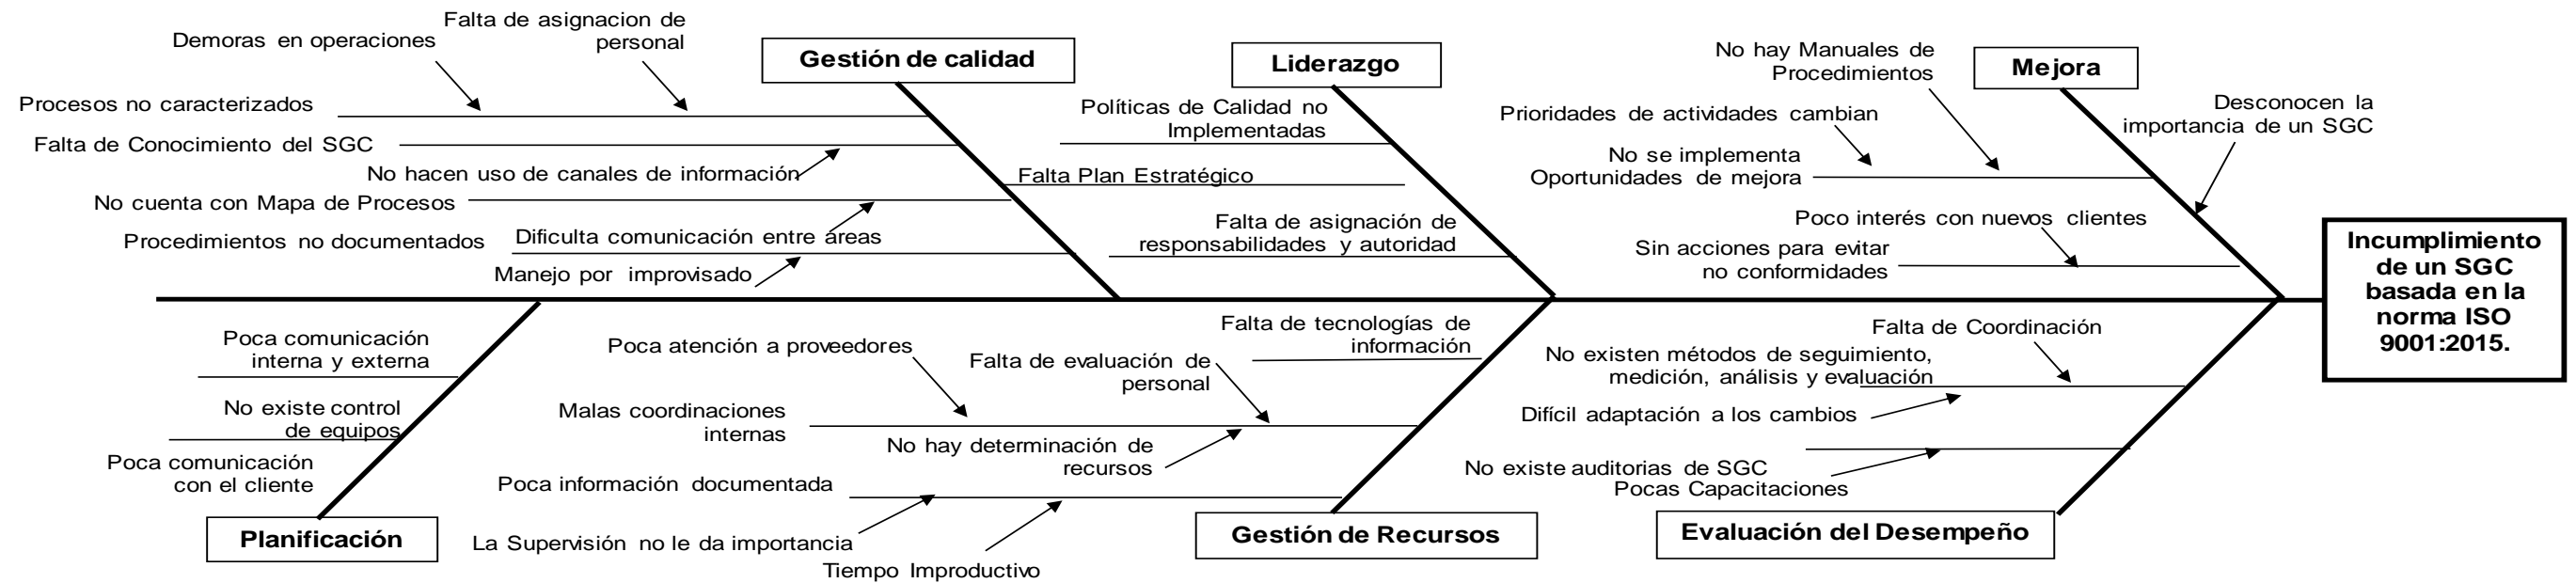 Falta de asignacion de
personal
Demoras en operaciones
Gestión de calidad
Procesos no caracterizados
Falta de Conocimiento del SGC
No hacen uso de canales de información
No cuenta con Mapa de Procesos
Procedimientos no documentados
Dificulta comunicación entre áreas
Manejo por improvisado
Liderazgo
Políticas de Calidad no
Implementadas
Falta Plan Estratégico
Falta de asignación de
responsabilidades y autoridad
Mejora
No hay Manuales de
Procedimientos
Prioridades de actividades cambian
Desconocen la
importancia de un SGC
No se implementa
Oportunidades de mejora
Poco interés con nuevos clientes
Sin acciones para evitar
no conformidades
Incumplimiento
de un SGC
basada en la
norma ISO
9001:2015.
Poca comunicación
interna y externa
No existe control
de equipos
Poca comunicación
con el cliente
Planificación
Falta de tecnologías de
información
Poca atención a proveedores
Falta de evaluación de
personal
Malas coordinaciones
internas
No hay determinación de
recursos
Poca información documentada
La Supervisión no le da importancia
Tiempo Improductivo
Gestión de Recursos
Falta de Coordinación
No existen métodos de seguimiento,
medición, análisis y evaluación
Difícil adaptación a los cambios
No existe auditorias de SGC
Pocas Capacitaciones
Evaluación del Desempeño